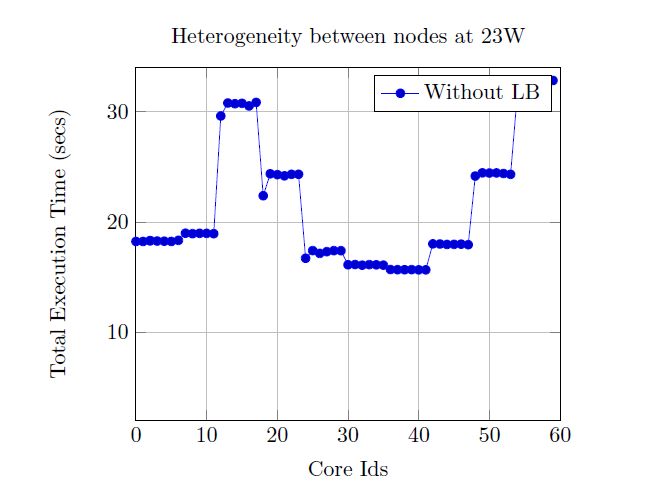 Heterogeneity between nodes at 23W
Without LB
Total Execution Time (secs)
30
20
10
0 10 20 30 40 50 60
Core Ids